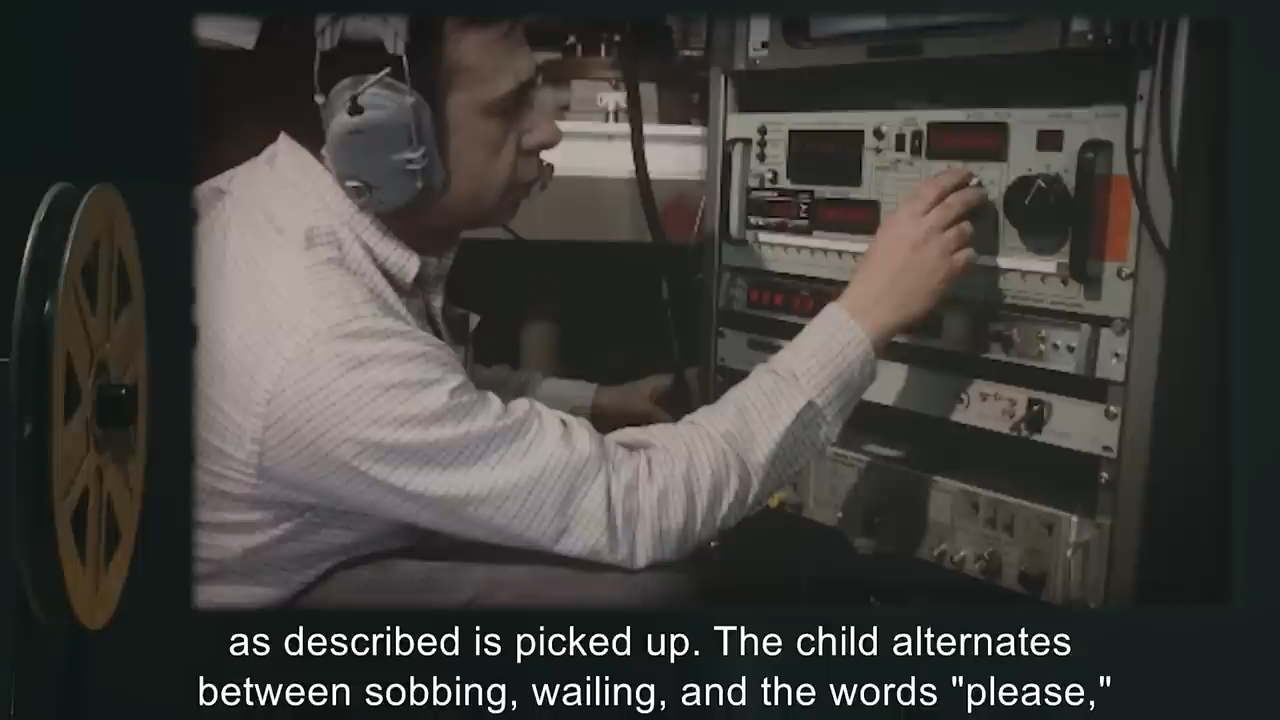 as described is picked up. The child alternates
between sobbing, wailing, and the words "please,"